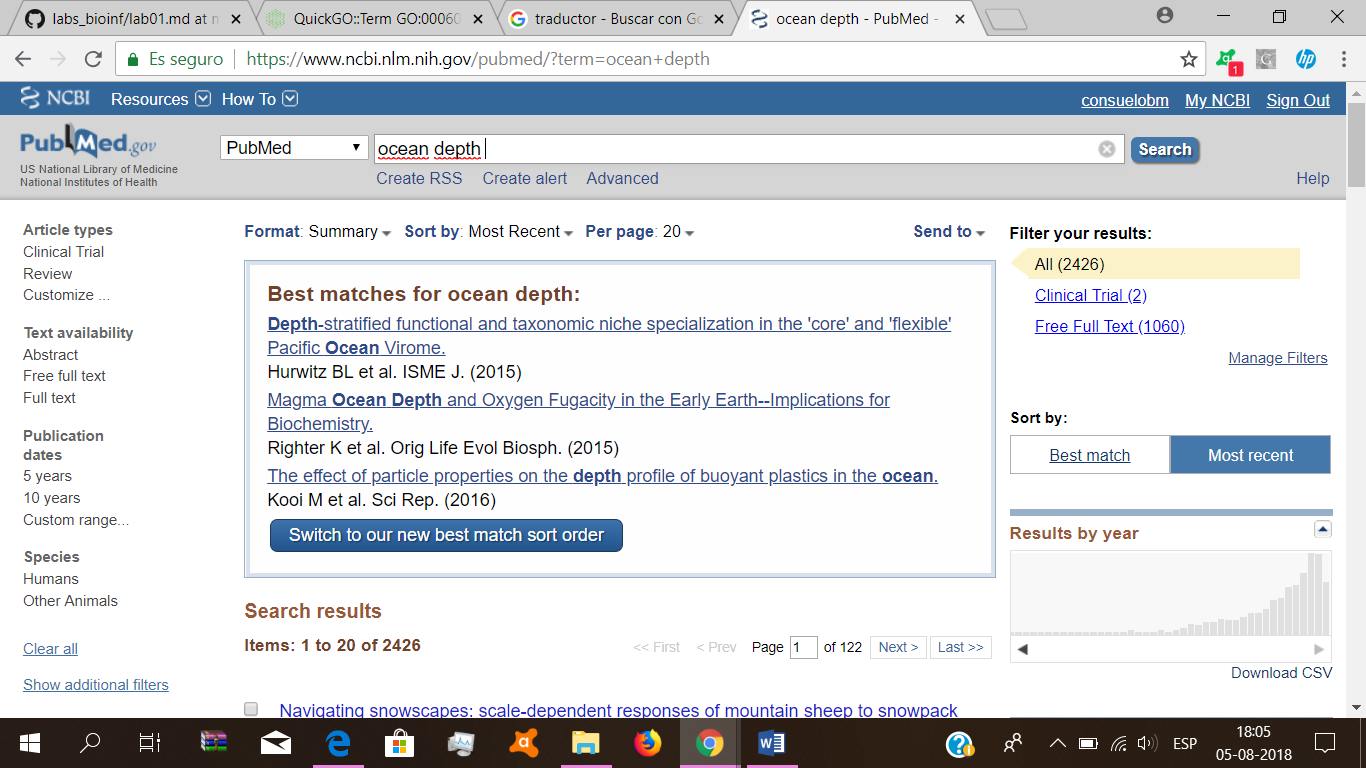 labs_bioinf/lab01.md at n
QuickGO::Term GO:00060
traductor - Buscar con Go
ocean depth - PubMed -
Es seguro
https://www.ncbi.nlm.nih.gov/pubmed/?term=ocean+depth
1
G
hp
NCBI
Resources
How To
consuelobm
My NCBI
Sign Out
PubMed.gov
US National Library of Medicine
National Institutes of Health
PubMed
ocean depth
Search
Create RSS
Create alert
Advanced
Help
Article types
Clinical Trial
Review
Customize ...
Text availability
Abstract
Free full text
Full text
Publication
dates
5 years
10 years
Custom range...
Species
Humans
Other Animals
Clear all
Show additional filters
Format: Summary
Sort by: Most Recent
Per page: 20
Send to
Best matches for ocean depth:
Depth-stratified functional and taxonomic niche specialization in the 'core' and 'flexible'
Pacific Ocean Virome.
Hurwitz BL et al. ISME J. (2015)
Magma Ocean Depth and Oxygen Fugacity in the Early Earth--Implications for
Biochemistry.
Righter K et al. Orig Life Evol Biosph. (2015)
The effect of particle properties on the depth profile of buoyant plastics in the ocean.
Kooi M et al. Sci Rep. (2016)
Switch to our new best match sort order
Search results
Items: 1 to 20 of 2426
<< First
< Prev
Page 1 of 122
Next >
Last >>
Navigating snowscapes: scale-dependent responses of mountain sheep to snowpack
Filter your results:
All (2426)
Clinical Trial (2)
Free Full Text (1060)
Manage Filters
Sort by:
Best match
Most recent
Results by year
Download CSV
ESP
18:05
05-08-2018